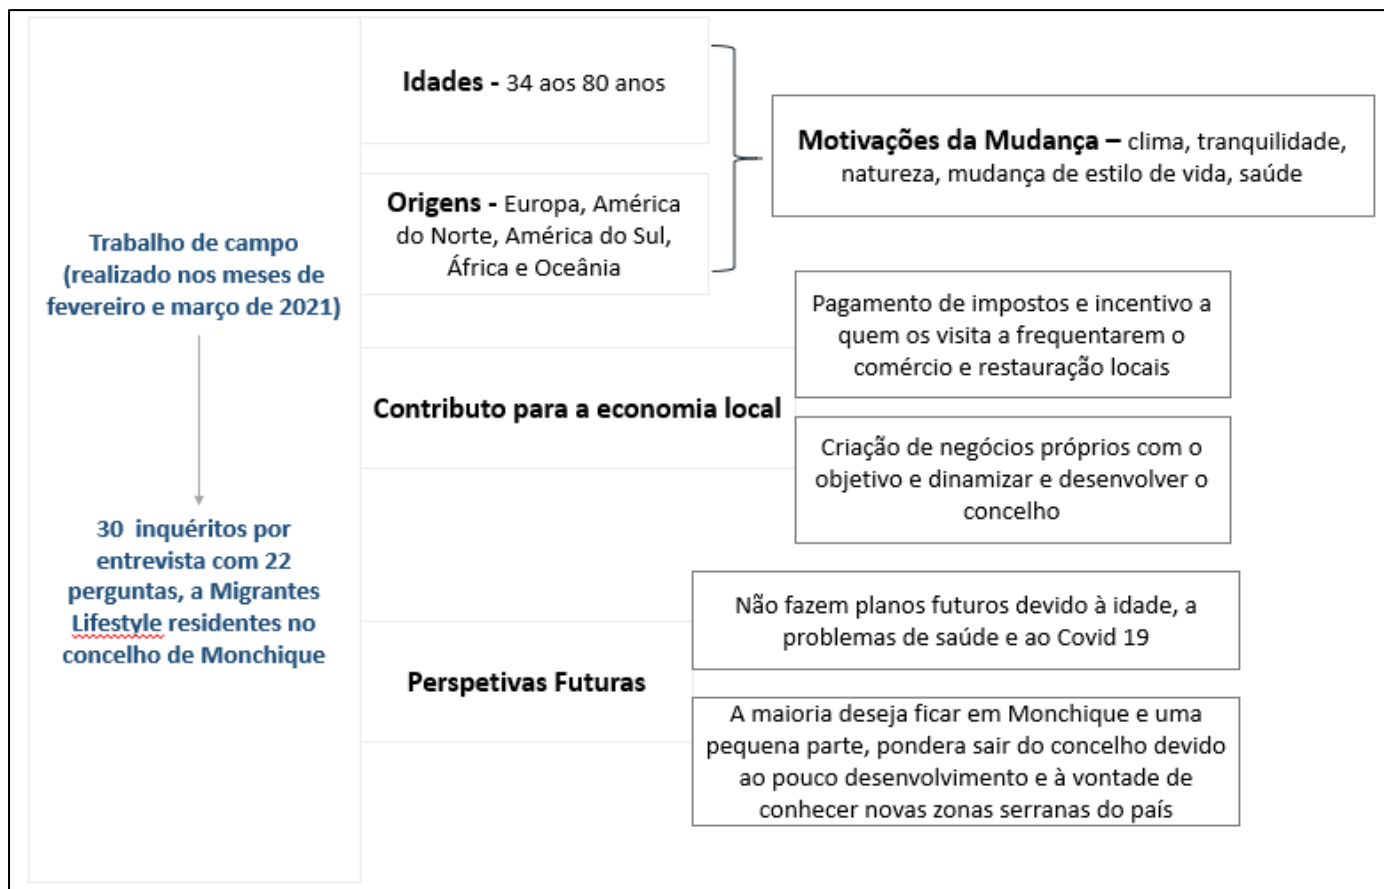 Trabalho de campo
(realizado nos meses de
fevereiro e março de 2021)
30 inquéritos por
entrevista com 22
perguntas, a Migrantes
Lifestyle residentes no
concelho de Monchique
Idades - 34 aos 80 anos
Origens - Europa, América
do Norte, América do Sul,
África e Oceânia
Motivações da Mudança – clima, tranquilidade,
natureza, mudança de estilo de vida, saúde
Contributo para a economia local
Pagamento de impostos e incentivo a
quem os visita a frequentarem o
comércio e restauração locais
Criação de negócios próprios com o
objetivo e dinamizar e desenvolver o
concelho
Perspetivas Futuras
Não fazem planos futuros devido à idade, a
problemas de saúde e ao Covid 19
A maioria deseja ficar em Monchique e uma
pequena parte, pondera sair do concelho devido
ao pouco desenvolvimento e à vontade de
conhecer novas zonas serranas do país